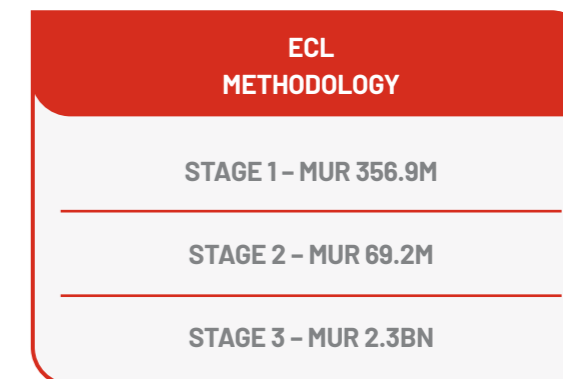 ECL
METHODOLOGY
STAGE 1 – MUR 356.9M
STAGE 2 – MUR 69.2M
STAGE 3 – MUR 2.3BN